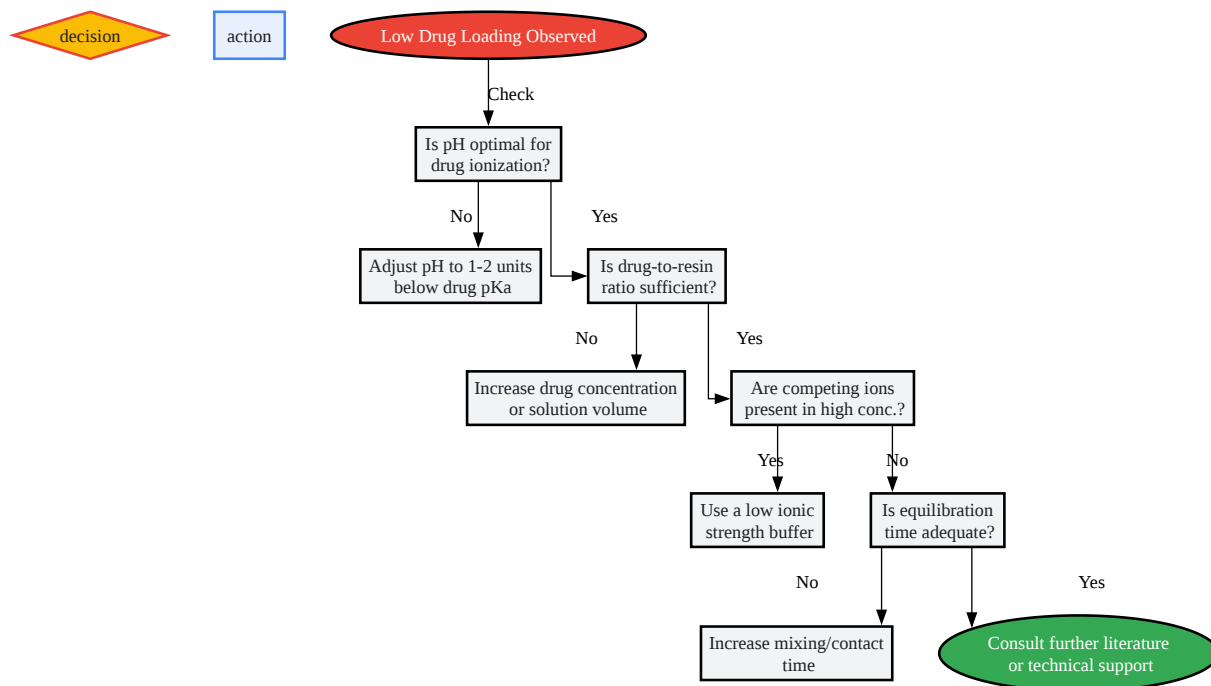 decision
action
Low Drug Loading Observed
Check
Is pH optimal for
drug ionization?
No
Yes
Adjust pH to 1-2 units
below drug pKa
Is drug-to-resin
ratio sufficient?
No
Yes
Increase drug concentration
or solution volume
Are competing ions
present in high conc.?
Yes
No
Use a low ionic
strength buffer
Is equilibration
time adequate?
No
Yes
Increase mixing/contact
time
Consult further literature
or technical support